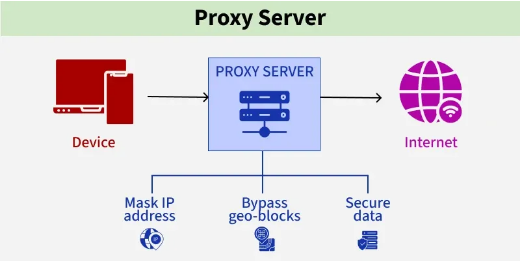 Proxy Server
PROXY SERVER
Device
Internet
Mask IP
address
Bypass
geo-blocks
Secure
data